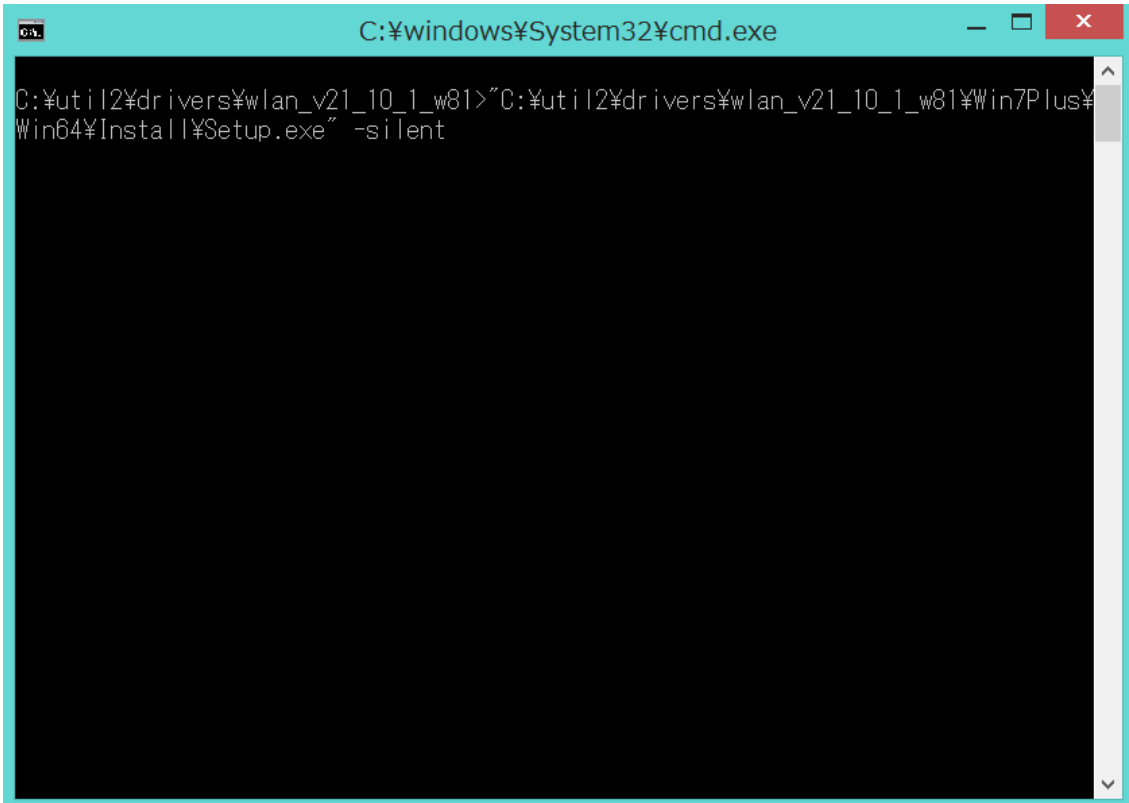 C:¥windows¥System32¥cmd.exe
C:¥util2¥drivers¥wlan_v21_10_1_w81>"C:¥util2¥drivers¥wlan_v21_10_1_w81¥Win7Plus¥
Win64¥Install¥Setup.exe" -silent